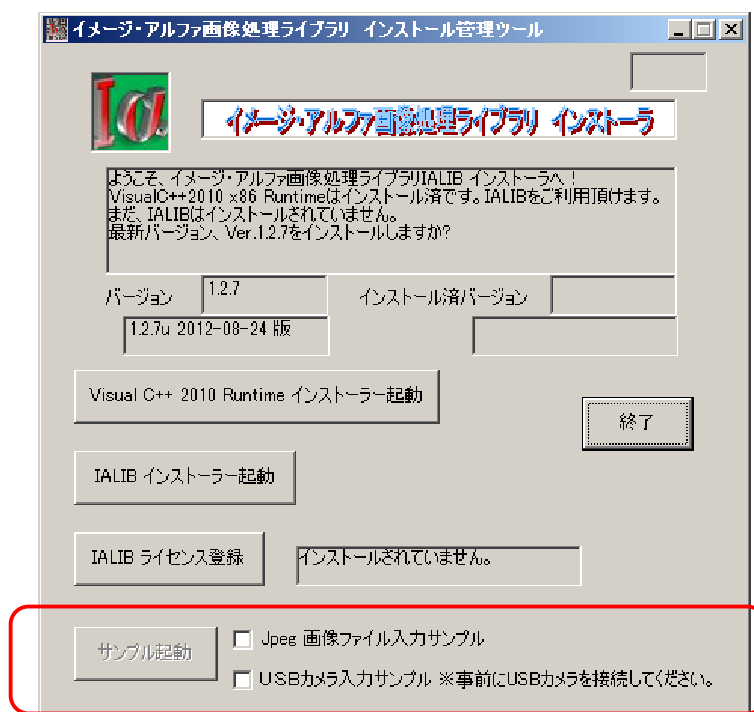 イメージ・アルファ画像処理ライブラリ インストール管理ツール
Iα
イメージ・アルファ画像処理ライブラリ インストーラ
ようこそ、イメージ・アルファ画像処理ライブラリIALIB インストーラへ!
VisualC++2010 x86 Runtimeはインストール済です。IALIBをご利用頂けます。
まだ、IALIBはインストールされていません。
最新バージョン、Ver.1.2.7をインストールしますか?
バージョン 1.2.7 インストール済バージョン
1.2.7u 2012-08-24 版
Visual C++ 2010 Runtime インストーラー起動
終了
IALIB インストーラー起動
IALIB ライセンス登録 インストールされていません。
サンプル起動
Jpeg 画像ファイル入力サンプル
USBカメラ入力サンプル ※事前にUSBカメラを接続してください。